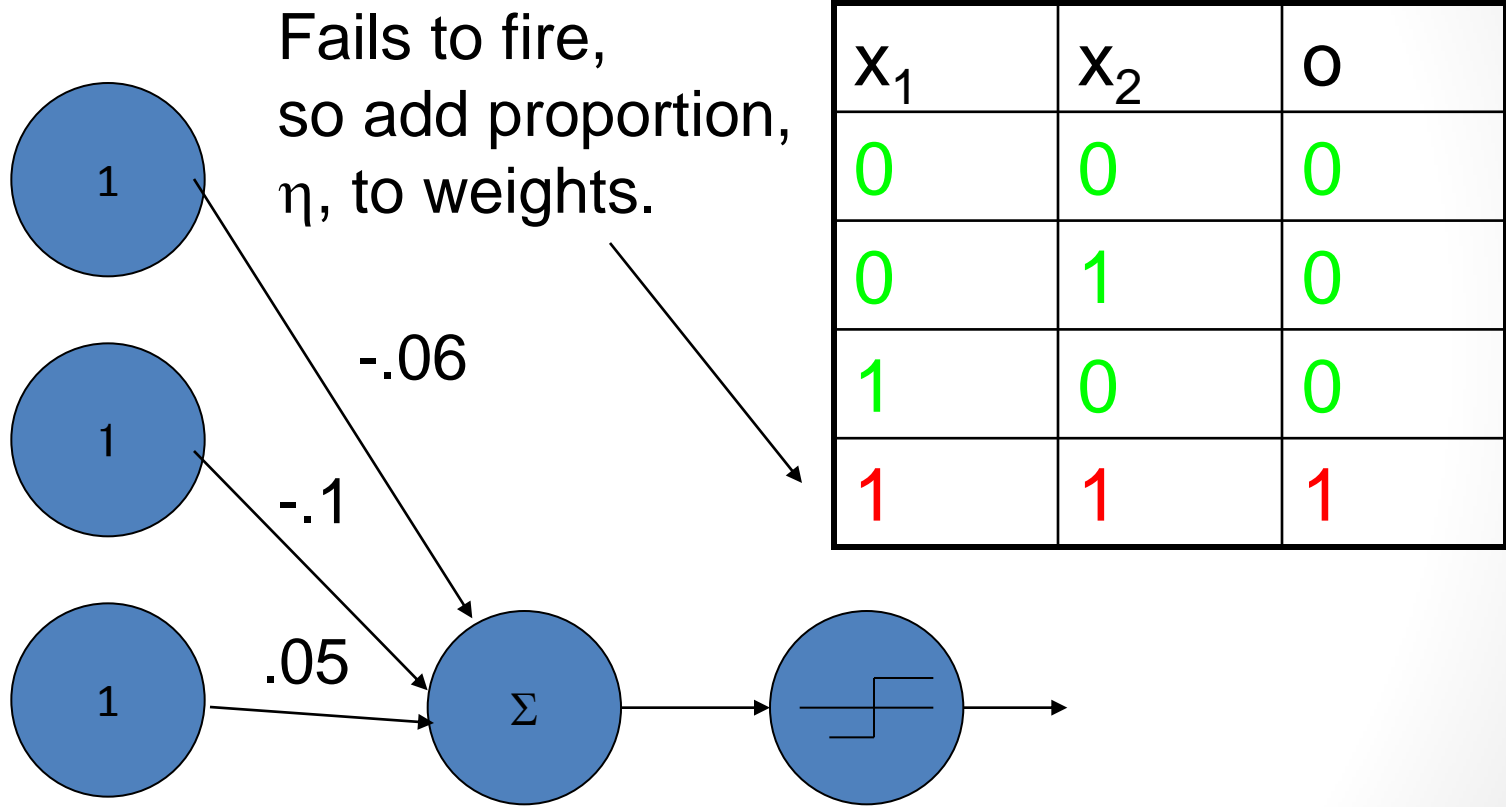 Fails to fire,
so add proportion,
η, to weights.
x₁ x₂ o
0 0 0
0 1 0
1 0 0
1 1 1
1
-.06
1
-.1
1
.05
Σ